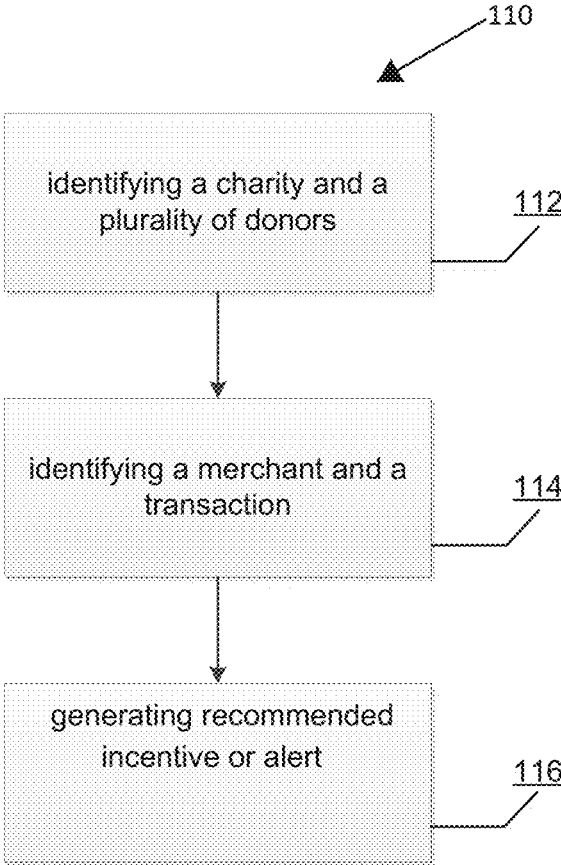 110
identifying a charity and a
plurality of donors
112
identifying a merchant and a
transaction
114
generating recommended
incentive or alert
116